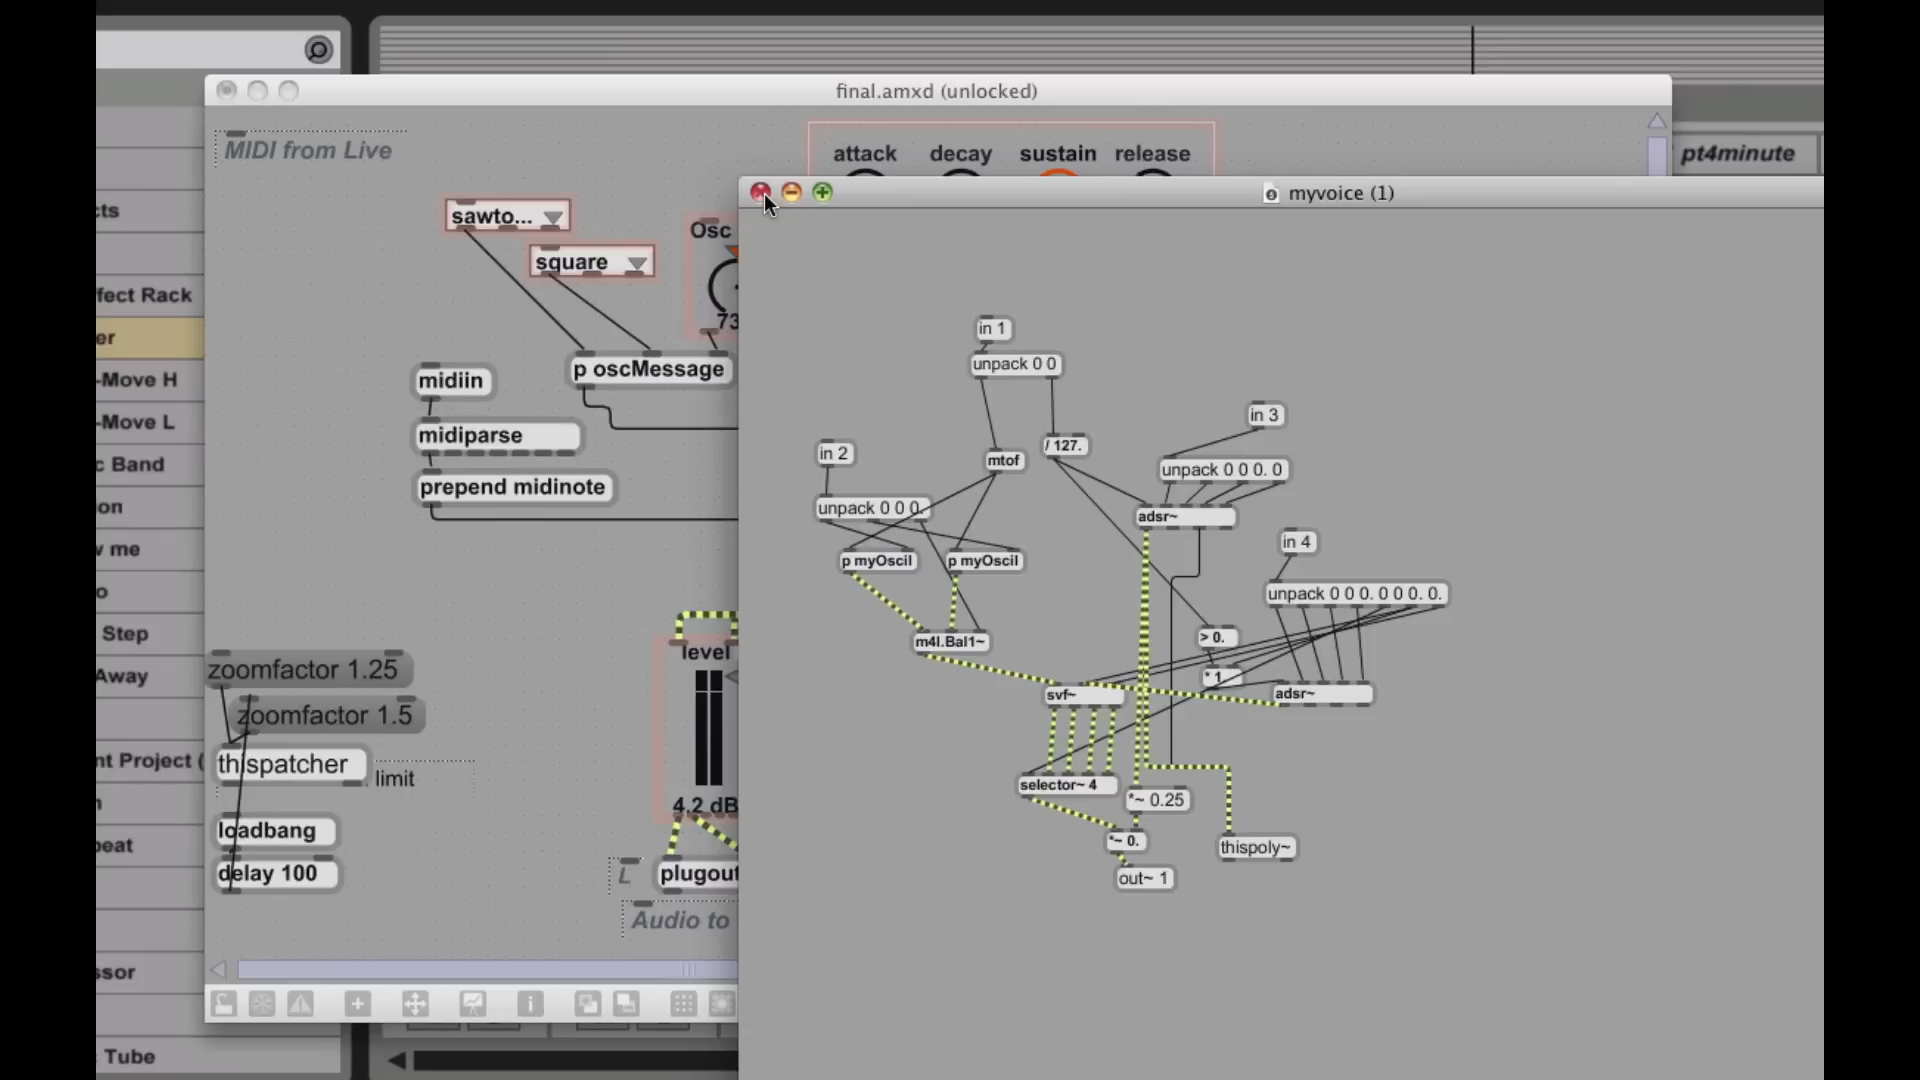 final.amxd (unlocked)
MIDI from Live
attack decay sustain release
pt4minute
myvoice (1)
cts
sawto...
square
Osc
fect Rack
73
er
-Move H
-Move L
c Band
on
w me
o
Step
Away
nt Project (
n
eat
ssor
: Tube
p oscMessage
midiin
midiparse
prepend midinote
zoomfactor 1.25
zoomfactor 1.5
thispatcher
limit
loadbang
delay 100
level
4.2 dB
L
plugout
Audio to
in 1
unpack 0 0
in 3
/ 127.
in 2
mtof
unpack 0 0 0. 0
unpack 0 0 0.
adsr~
in 4
p myOscil
p myOscil
unpack 0 0 0. 0 0 0. 0.
m4l.Bal1~
> 0.
* 1
svf~
adsr~
selector~ 4
*~ 0.25
*~ 0.
thispoly~
out~ 1